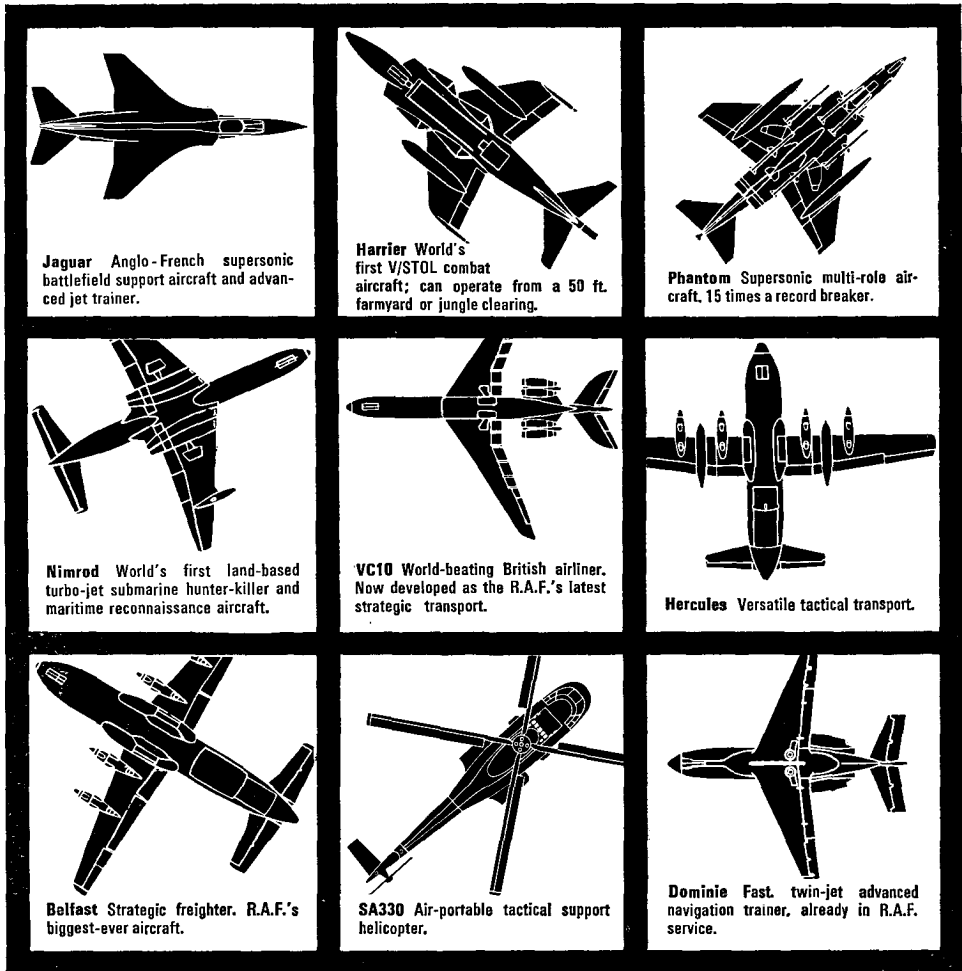 Jaguar Anglo-French supersonic
battlefield support aircraft and advan-
ced jet trainer.
Harrier World's
first V/STOL combat
aircraft; can operate from a 50 ft.
farmyard or jungle clearing.
Phantom Supersonic multi-role air-
craft. 15 times a record breaker.
Nimrod World's first land-based
turbo-jet submarine hunter-killer and
maritime reconnaissance aircraft.
VC10 World-beating British airliner.
Now developed as the R.A.F.'s latest
strategic transport.
Hercules Versatile tactical transport.
Belfast Strategic freighter. R.A.F.'s
biggest-ever aircraft.
SA330 Air-portable tactical support
helicopter.
Dominie Fast. twin-jet advanced
navigation trainer, already in R.A.F.
service.